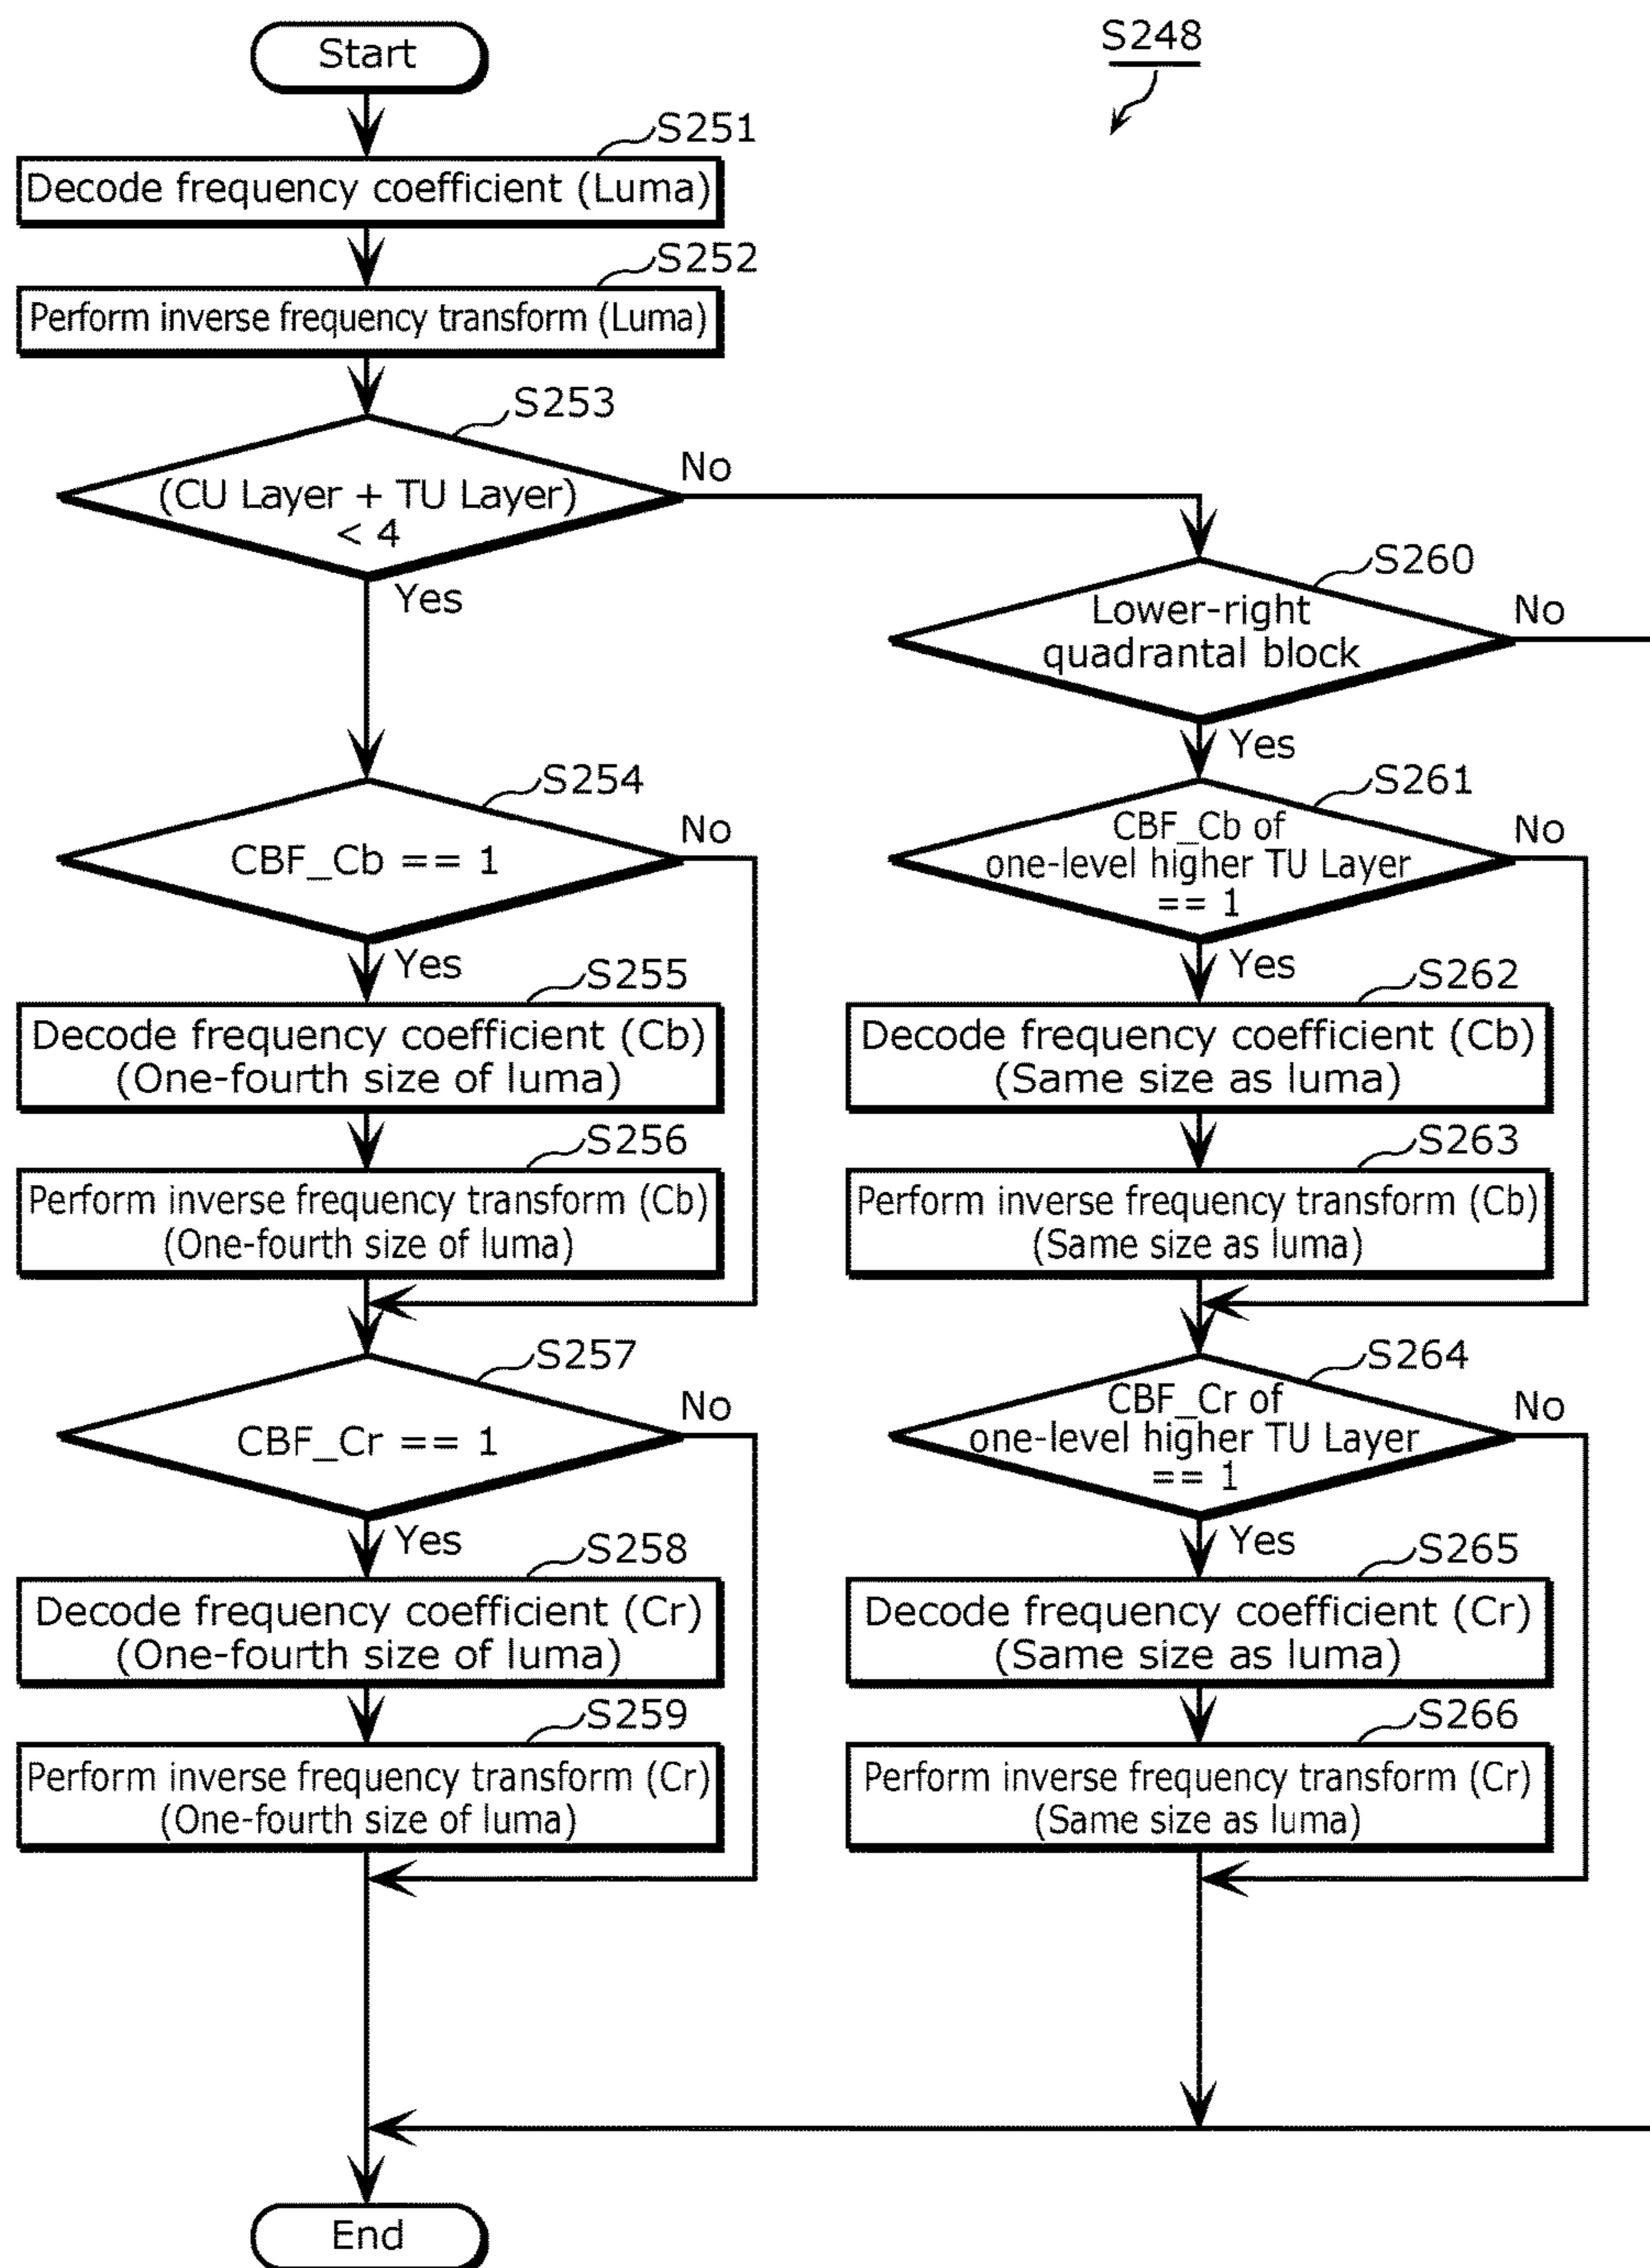 Start
S248
S251
Decode frequency coefficient (Luma)
S252
Perform inverse frequency transform (Luma)
S253
(CU Layer + TU Layer)
< 4
No
Yes
S254
CBF_Cb == 1
No
Yes
S255
Decode frequency coefficient (Cb)
(One-fourth size of luma)
S256
Perform inverse frequency transform (Cb)
(One-fourth size of luma)
S257
CBF_Cr == 1
No
Yes
S258
Decode frequency coefficient (Cr)
(One-fourth size of luma)
S259
Perform inverse frequency transform (Cr)
(One-fourth size of luma)
S260
Lower-right
quadrantal block
No
Yes
S261
CBF_Cb of
one-level higher TU Layer
== 1
No
Yes
S262
Decode frequency coefficient (Cb)
(Same size as luma)
S263
Perform inverse frequency transform (Cb)
(Same size as luma)
S264
CBF_Cr of
one-level higher TU Layer
== 1
No
Yes
S265
Decode frequency coefficient (Cr)
(Same size as luma)
S266
Perform inverse frequency transform (Cr)
(Same size as luma)
End